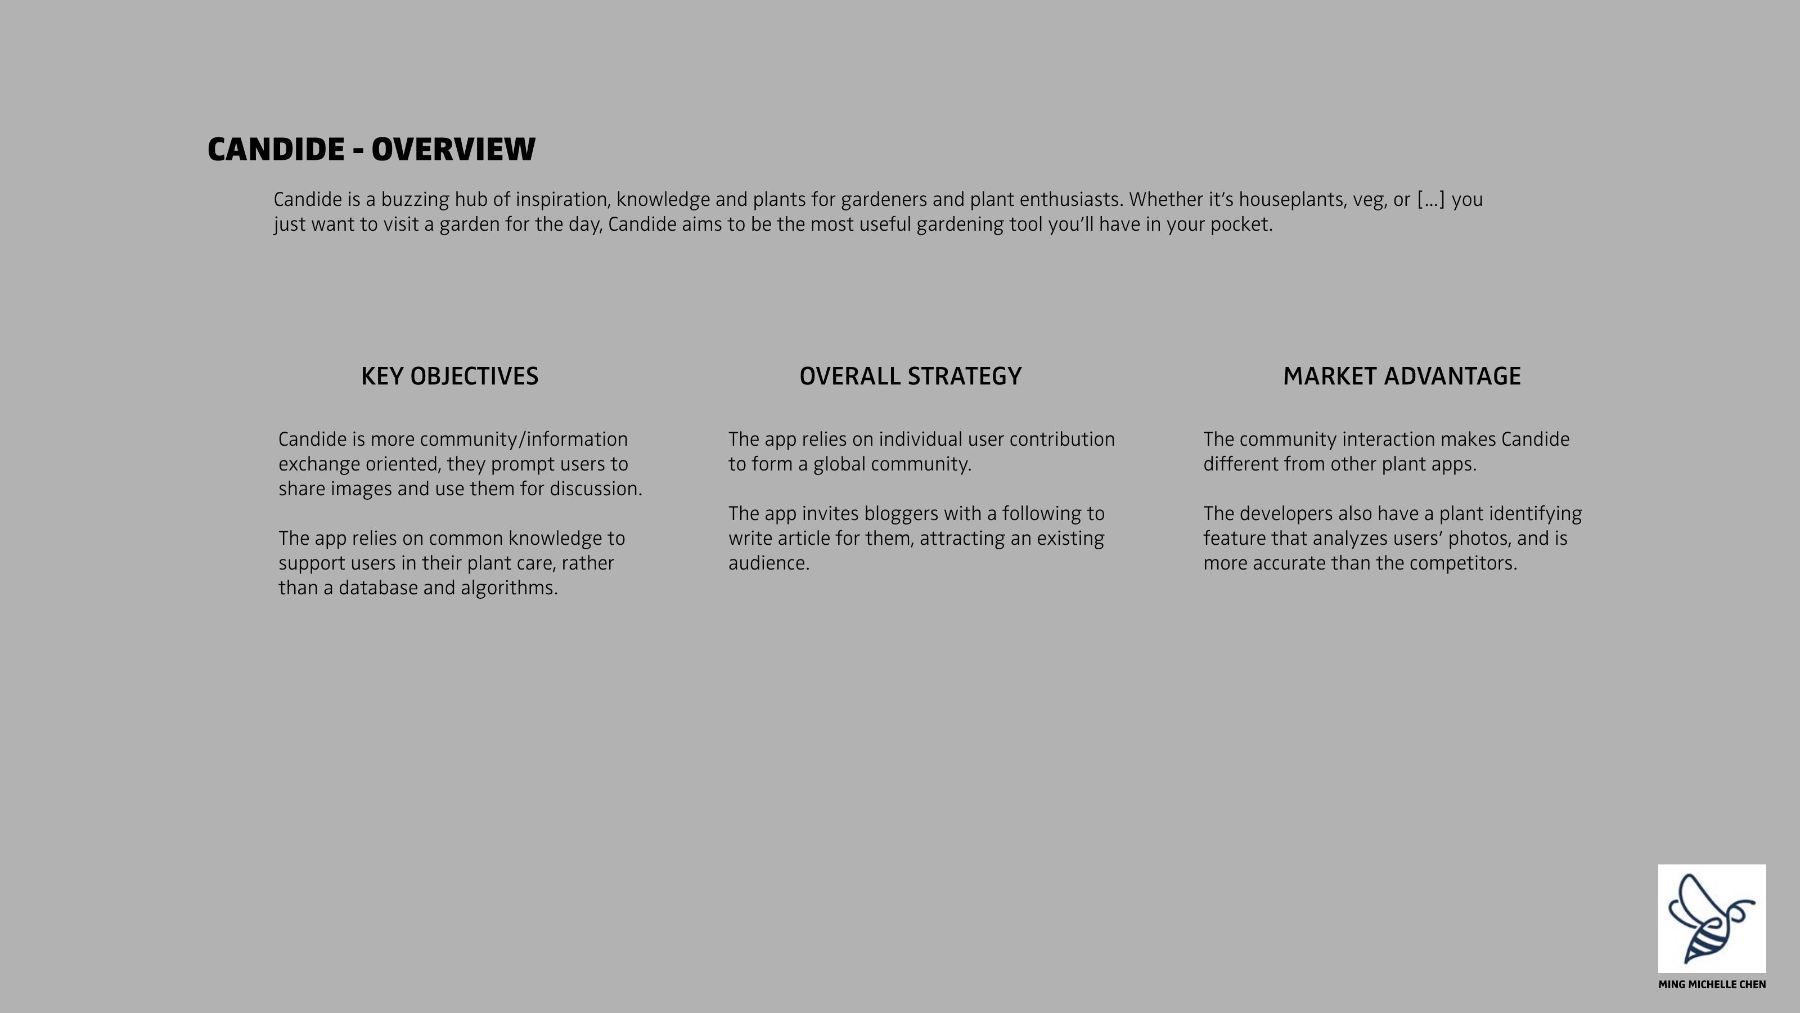 CANDIDE - OVERVIEW
Candide is a buzzing hub of inspiration, knowledge and plants for gardeners and plant enthusiasts. Whether it’s houseplants, veg, or [...] you
just want to visit a garden for the day, Candide aims to be the most useful gardening tool you’ll have in your pocket.
KEY OBJECTIVES
Candide is more community/information
exchange oriented, they prompt users to
share images and use them for discussion.
The app relies on common knowledge to
support users in their plant care, rather
than a database and algorithms.
OVERALL STRATEGY
The app relies on individual user contribution
to form a global community.
The app invites bloggers with a following to
write article for them, attracting an existing
audience.
MARKET ADVANTAGE
The community interaction makes Candide
different from other plant apps.
The developers also have a plant identifying
feature that analyzes users’ photos, and is
more accurate than the competitors.
MING MICHELLE CHEN